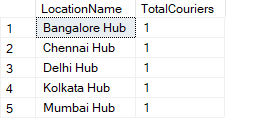 LocationName TotalCouriers
1 Bangalore Hub 1
2 Chennai Hub 1
3 Delhi Hub 1
4 Kolkata Hub 1
5 Mumbai Hub 1